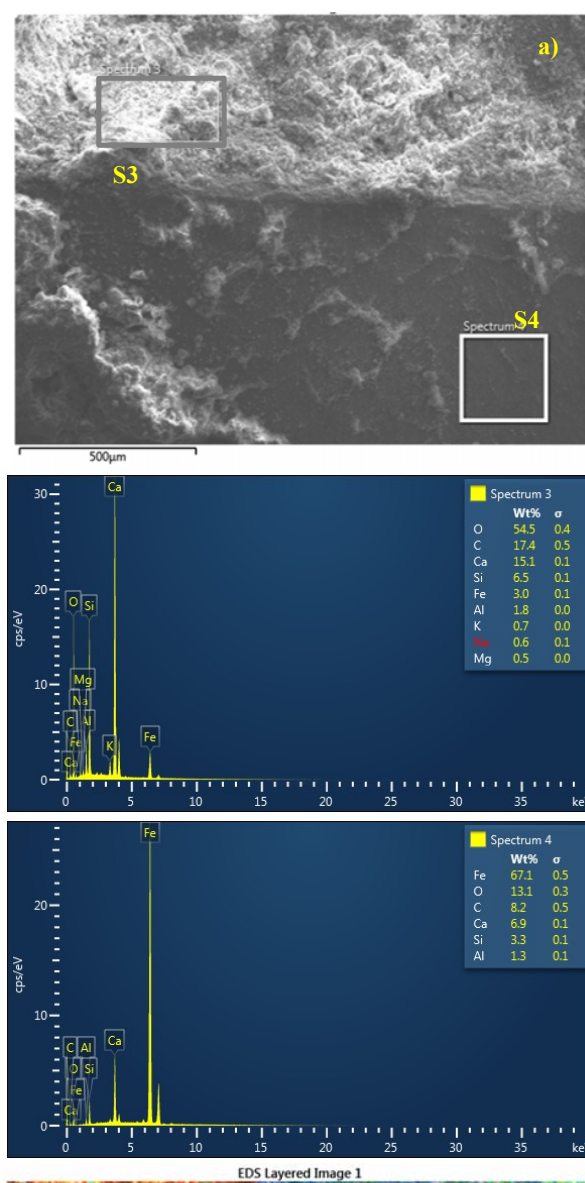 a)
Spectrum 3
S3
S4
Spectrum
500µm
Spectrum 3
Wt% σ
O 54.5 0.4
C 17.4 0.5
Ca 15.1 0.1
Si 6.5 0.1
Fe 3.0 0.1
Al 1.8 0.0
K 0.7 0.0
Na 0.6 0.1
Mg 0.5 0.0
cps/eV
30
20
10
0
Ca
O Si
Mg
Na
C Al
Fe
Ca
K
Fe
0 5 10 15 20 25 30 35 ke
Spectrum 4
Wt% σ
Fe 67.1 0.5
O 13.1 0.3
C 8.2 0.5
Ca 6.9 0.1
Si 3.3 0.1
Al 1.3 0.1
cps/eV
20
10
0
Fe
C Al
Ca
O Si
Fe
Ca
0 5 10 15 20 25 30 35 ke
EDS Layered Image 1